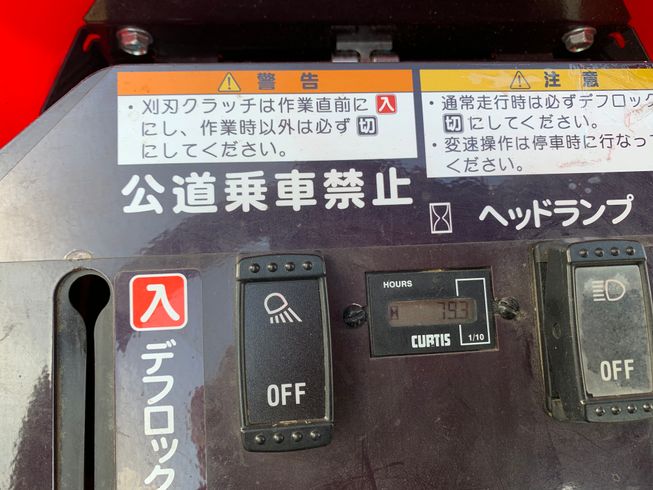 警告
・刈刃クラッチは作業直前に入
にし、作業時以外は必ず切
にしてください。
注意
・通常走行時は必ずデフロック
切にしてください。
・変速操作は停車時に行なっ
ください。
公道乗車禁止
ヘッドランプ
入
デフロック
OFF
HOURS
79.3
CURTIS
1/10
OFF